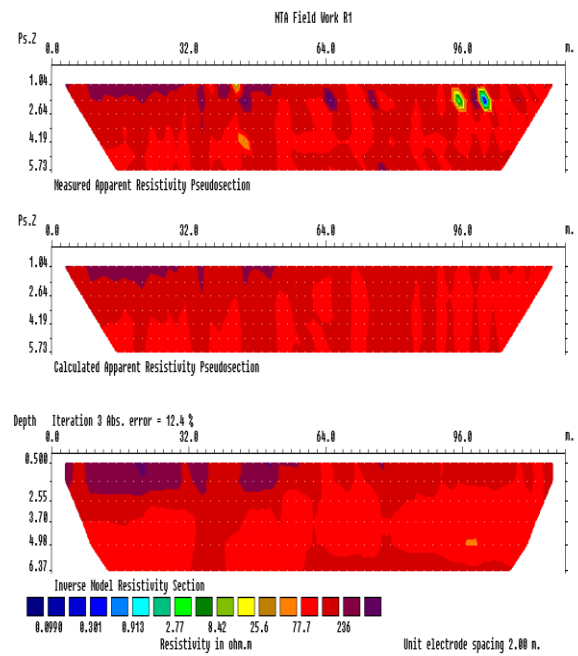 NTA Field Work R1
Ps.Z 0.0 32.0 64.0 96.0 m.
1.04
2.64
4.19
5.73
Measured Apparent Resistivity Pseudosection
Ps.Z 0.0 32.0 64.0 96.0 m.
1.04
2.64
4.19
5.73
Calculated Apparent Resistivity Pseudosection
Depth Iteration 3 Abs. error = 12.4 %
0.0 32.0 64.0 96.0 m.
0.500
2.55
3.70
4.98
6.37
Inverse Model Resistivity Section
0.0990 0.301 0.913 2.77 8.42 25.6 77.7 236
Resistivity in ohm.m Unit electrode spacing 2.00 m.